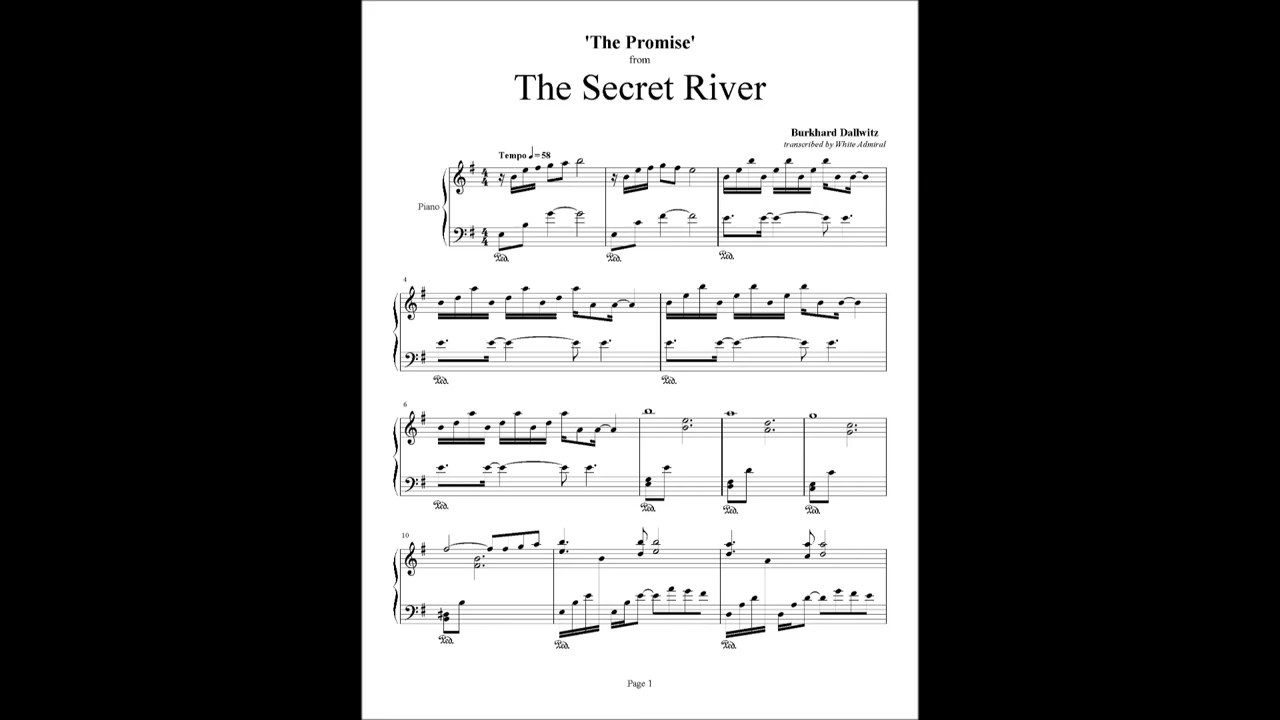 'The Promise'
from
The Secret River
Burkhard Dallwitz
transcribed by White Admiral
Tempo ♩=58
Piano
4
6
10
Page 1